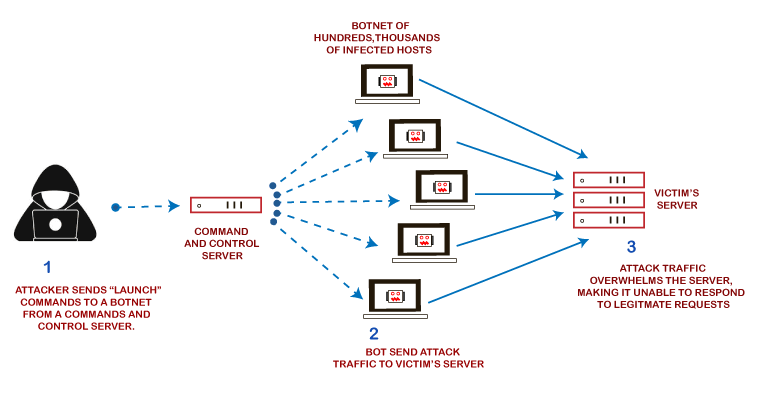 BOTNET OF
HUNDREDS,THOUSANDS
OF INFECTED HOSTS
COMMAND
AND CONTROL
SERVER
VICTIM'S
SERVER
1
ATTACKER SENDS “LAUNCH”
COMMANDS TO A BOTNET
FROM A COMMANDS AND
CONTROL SERVER.
2
BOT SEND ATTACK
TRAFFIC TO VICTIM'S SERVER
3
ATTACK TRAFFIC
OVERWHELMS THE SERVER,
MAKING IT UNABLE TO RESPOND
TO LEGITMATE REQUESTS